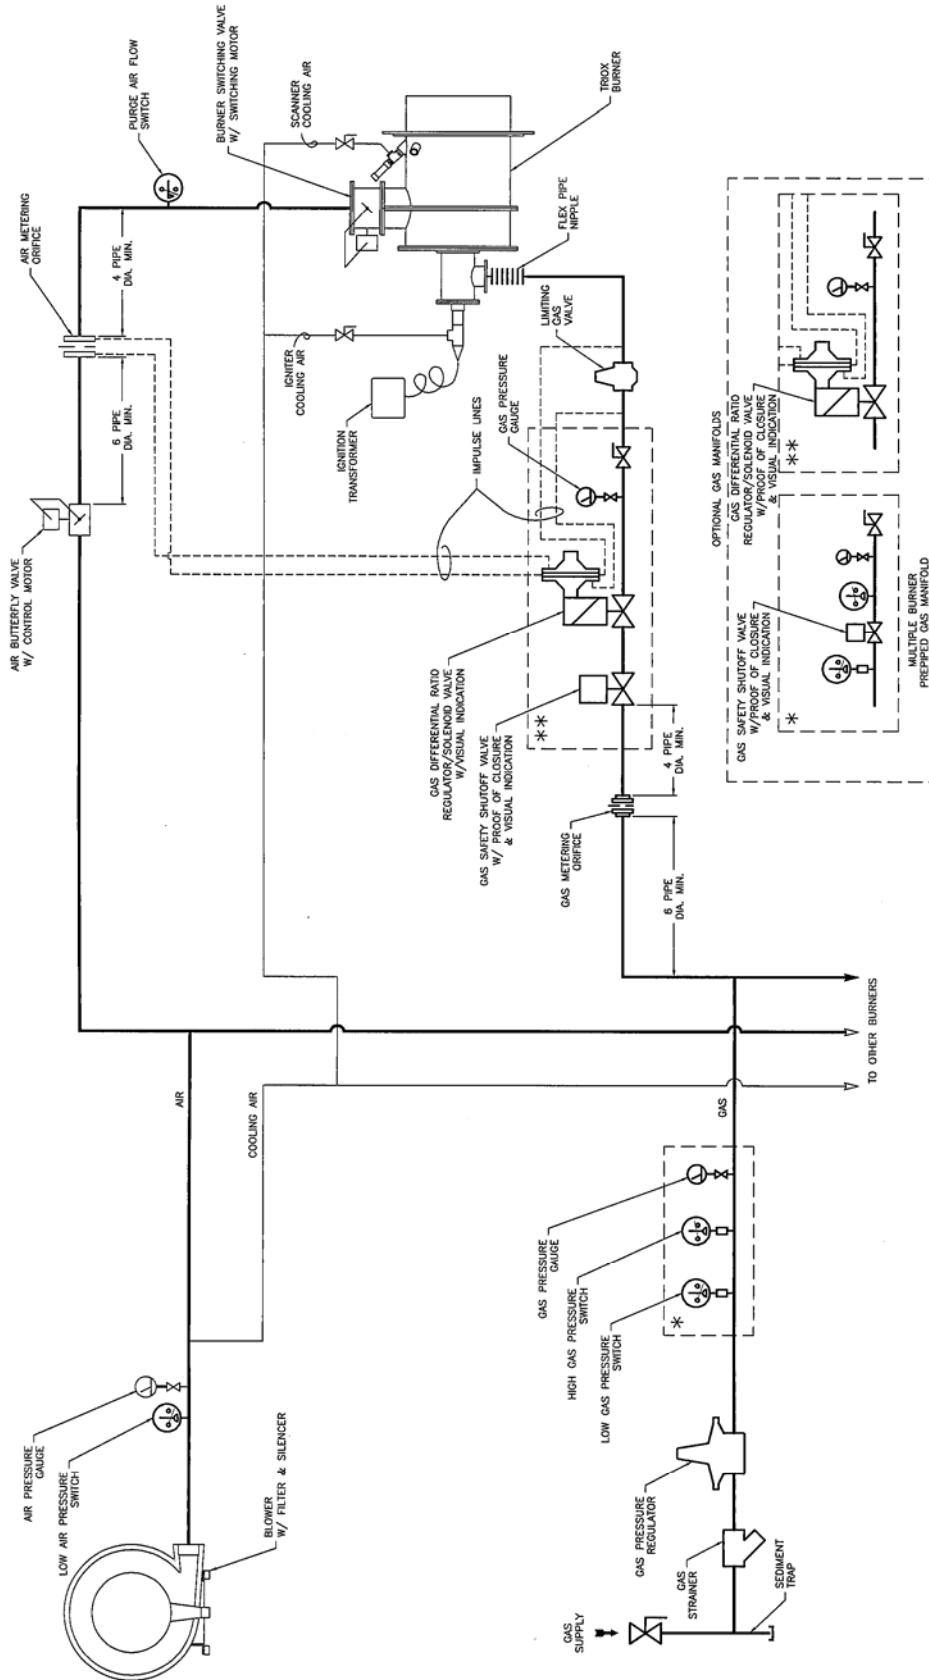 AIR PRESSURE
GAUGE
LOW AIR PRESSURE
SWITCH
BLOWER
W/ FILTER & SILENCER
AIR
COOLING AIR
AIR BUTTERFLY VALVE
W/ CONTROL MOTOR
6 PIPE
DIA. MIN.
AIR METERING
ORIFICE
4 PIPE
DIA. MIN.
PURGE AIR FLOW
SWITCH
BURNER SWITCHING VALVE
W/ SWITCHING MOTOR
SCANNER
COOLING AIR
TRIOX
BURNER
FLEX PIPE
NIPPLE
IGNITER
COOLING AIR
IGNITION
TRANSFORMER
IMPULSE LINES
LIMITING
GAS
VALVE
GAS PRESSURE
GAUGE
GAS DIFFERENTIAL RATIO
REGULATOR/SOLENOID VALVE
W/VISUAL INDICATION
GAS SAFETY SHUTOFF VALVE
W/ PROOF OF CLOSURE
& VISUAL INDICATION
**
GAS METERING
ORIFICE
4 PIPE
DIA. MIN.
6 PIPE
DIA. MIN.
GAS
SUPPLY
SEDIMENT
TRAP
GAS
STRAINER
GAS PRESSURE
REGULATOR
LOW GAS PRESSURE
SWITCH
HIGH GAS PRESSURE
SWITCH
GAS PRESSURE
GAUGE
*
GAS
TO OTHER BURNERS
OPTIONAL GAS MANIFOLDS
GAS DIFFERENTIAL RATIO
REGULATOR/SOLENOID VALVE
W/PROOF OF CLOSURE
& VISUAL INDICATION
**
GAS SAFETY SHUTOFF VALVE
W/PROOF OF CLOSURE
& VISUAL INDICATION
*
MULTIPLE BURNER
PREPIPED GAS MANIFOLD